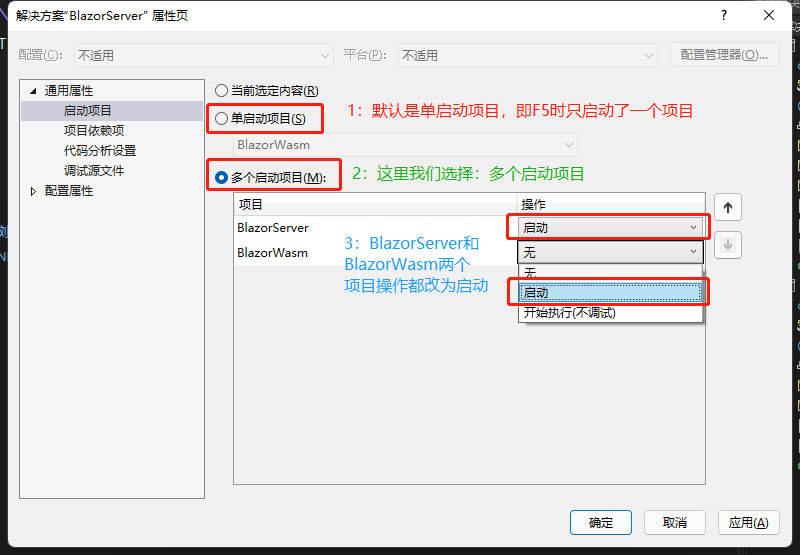 解决方案“BlazorServer” 属性页
配置(C): 不适用 平台(P): 不适用 配置管理器(O)...
通用属性
启动项目
项目依赖项
代码分析设置
调试源文件
配置属性
当前选定内容(R)
单启动项目(S)
1：默认是单启动项目，即F5时只启动了一个项目
BlazorWasm
多个启动项目(M):
2：这里我们选择：多个启动项目
项目 操作
BlazorServer 启动
BlazorWasm 无
3：BlazorServer和
BlazorWasm两个
项目操作都改为启动
无
启动
开始执行(不调试)
确定 取消 应用(A)